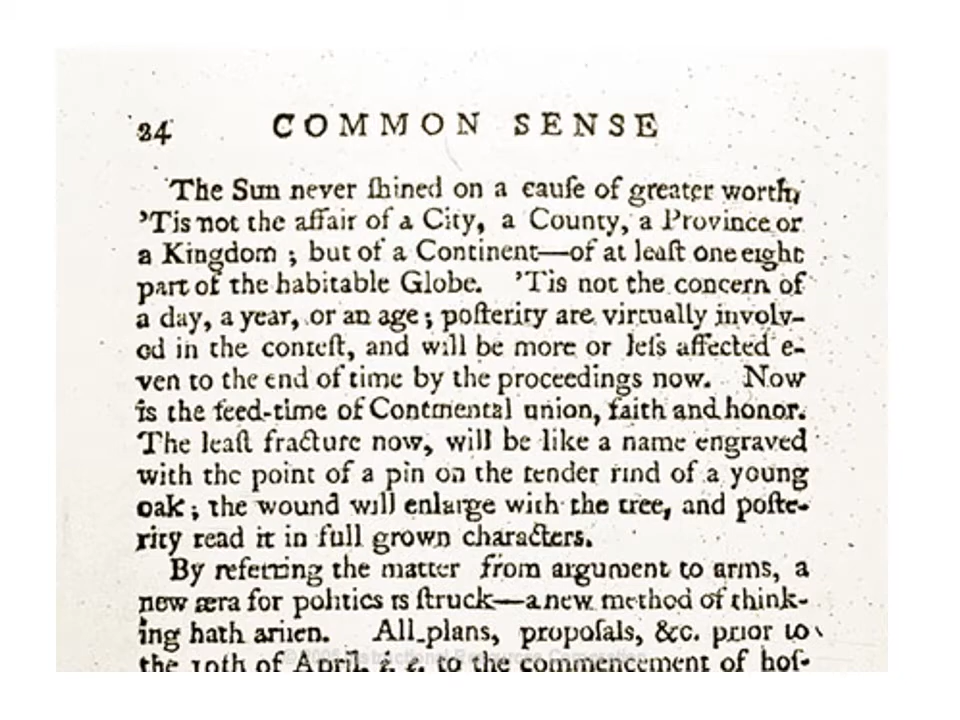 24 COMMON SENSE
The Sun never ſhined on a cauſe of greater worth,
'Tis not the affair of a City, a County, a Province or
a Kingdom ; but of a Continent—of at leaſt one eight
part of the habitable Globe. 'Tis not the concern of
a day, a year, or an age ; poſterity are virtually involv-
ed in the conteſt, and will be more or leſs affected e-
ven to the end of time by the proceedings now. Now
is the ſeed-time of Continental union, faith and honor.
The leaſt fracture now, will be like a name engraved
with the point of a pin on the tender rind of a young
oak ; the wound will enlarge with the tree, and poſte-
rity read it in full grown characters.
By referring the matter from argument to arms, a
new æra for politics is ſtruck—a new method of think-
ing hath ariſen. All plans, propoſals, &c. prior to
the 19th of April, i. e. to the commencement of hoſ-
Instructional Resources Corporation